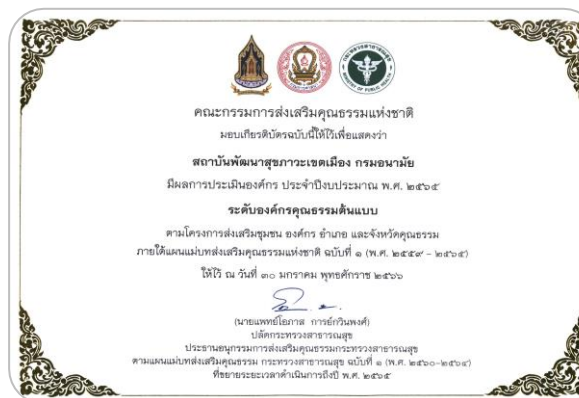 กระทรวงสาธารณสุข
MINISTRY OF PUBLIC HEALTH
คณะกรรมการส่งเสริมคุณธรรมแห่งชาติ
มอบเกียรติบัตรฉบับนี้ให้ไว้เพื่อแสดงว่า
สถาบันพัฒนาสุขภาวะเขตเมือง กรมอนามัย
มีผลการประเมินองค์กร ประจำปีงบประมาณ พ.ศ. ๒๕๖๕
ระดับองค์กรคุณธรรมต้นแบบ
ตามโครงการส่งเสริมชุมชน องค์กร อำเภอ และจังหวัดคุณธรรม
ภายใต้แผนแม่บทส่งเสริมคุณธรรมแห่งชาติ ฉบับที่ ๑ (พ.ศ. ๒๕๕๙ - ๒๕๖๕)
ให้ไว้ ณ วันที่ ๓๐ มกราคม พุทธศักราช ๒๕๖๖
(นายแพทย์โอภาส การย์กวินพงศ์)
ปลัดกระทรวงสาธารณสุข
ประธานอนุกรรมการส่งเสริมคุณธรรมกระทรวงสาธารณสุข
ตามแผนแม่บทส่งเสริมคุณธรรม กระทรวงสาธารณสุข ฉบับที่ ๑ (พ.ศ. ๒๕๖๐-๒๕๖๔)
ที่ขยายระยะเวลาดำเนินการถึงปี พ.ศ. ๒๕๖๕